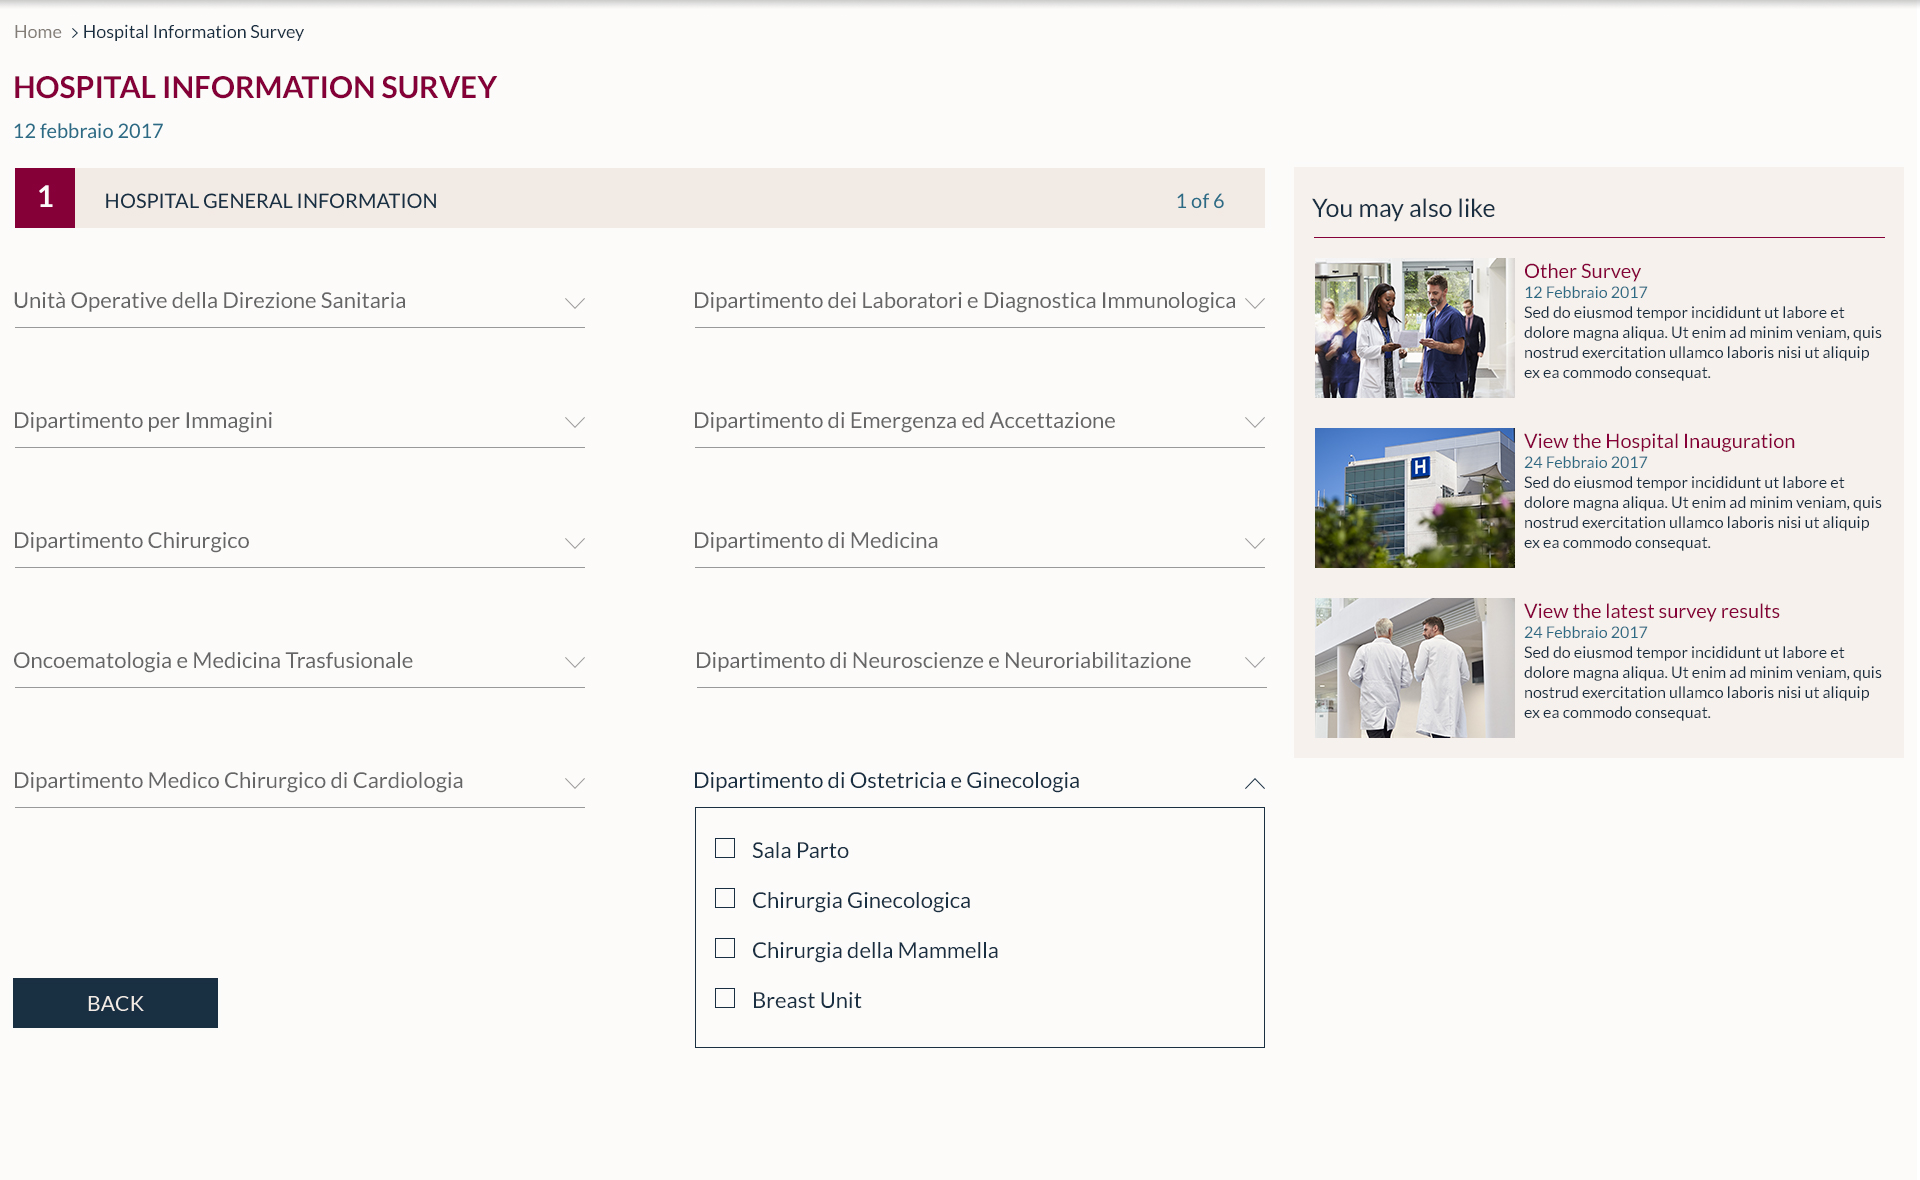 Home > Hospital Information Survey
HOSPITAL INFORMATION SURVEY
12 febbraio 2017
1 HOSPITAL GENERAL INFORMATION 1 of 6
Unità Operative della Direzione Sanitaria
Dipartimento dei Laboratori e Diagnostica Immunologica
Dipartimento per Immagini
Dipartimento di Emergenza ed Accettazione
Dipartimento Chirurgico
Dipartimento di Medicina
Oncoematologia e Medicina Trasfusionale
Dipartimento di Neuroscienze e Neuroriabilitazione
Dipartimento Medico Chirurgico di Cardiologia
Dipartimento di Ostetricia e Ginecologia
Sala Parto
Chirurgia Ginecologica
Chirurgia della Mammella
Breast Unit
BACK
You may also like
Other Survey
12 Febbraio 2017
Sed do eiusmod tempor incididunt ut labore et
dolore magna aliqua. Ut enim ad minim veniam, quis
nostrud exercitation ullamco laboris nisi ut aliquip
ex ea commodo consequat.
H
View the Hospital Inauguration
24 Febbraio 2017
Sed do eiusmod tempor incididunt ut labore et
dolore magna aliqua. Ut enim ad minim veniam, quis
nostrud exercitation ullamco laboris nisi ut aliquip
ex ea commodo consequat.
View the latest survey results
24 Febbraio 2017
Sed do eiusmod tempor incididunt ut labore et
dolore magna aliqua. Ut enim ad minim veniam, quis
nostrud exercitation ullamco laboris nisi ut aliquip
ex ea commodo consequat.